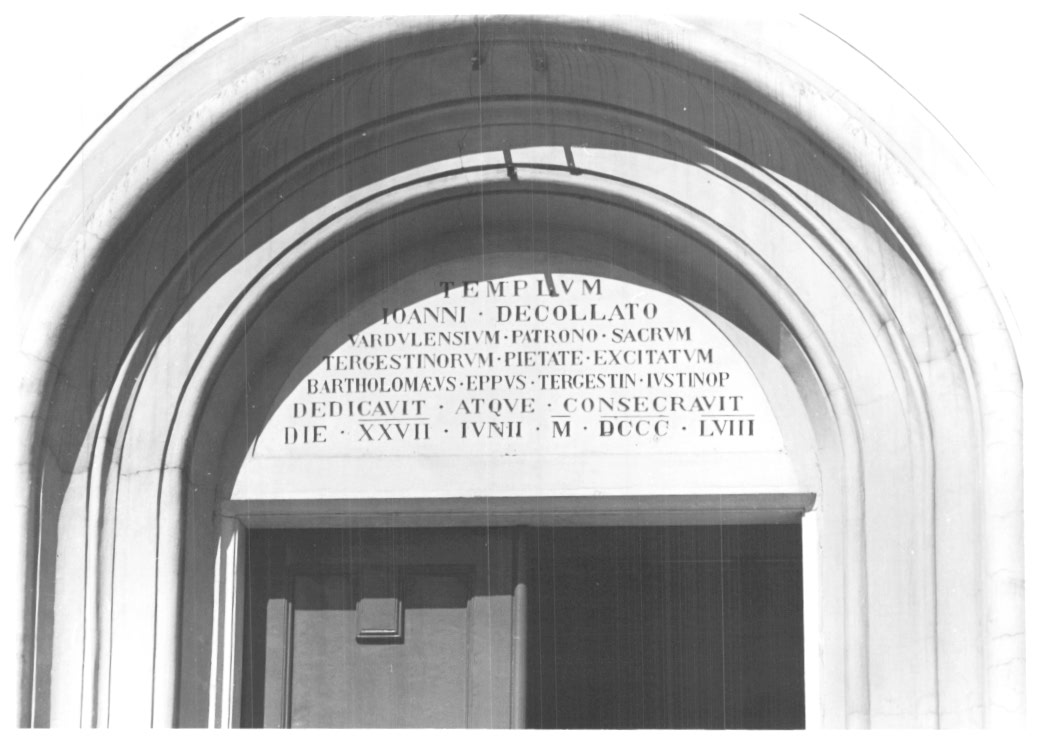 TEMPLVM
IOANNI · DECOLLATO
VARDVLENSIVM · PATRONO · SACRVM
TERGESTINORVM · PIETATE · EXCITATVM
BARTHOLOMÆVS · EPPVS · TERGESTIN · IVSTINOP
DEDICAVIT · ATQVE · CONSECRAVIT
DIE · XXVII · IVNII · M · DCCC · LVIII